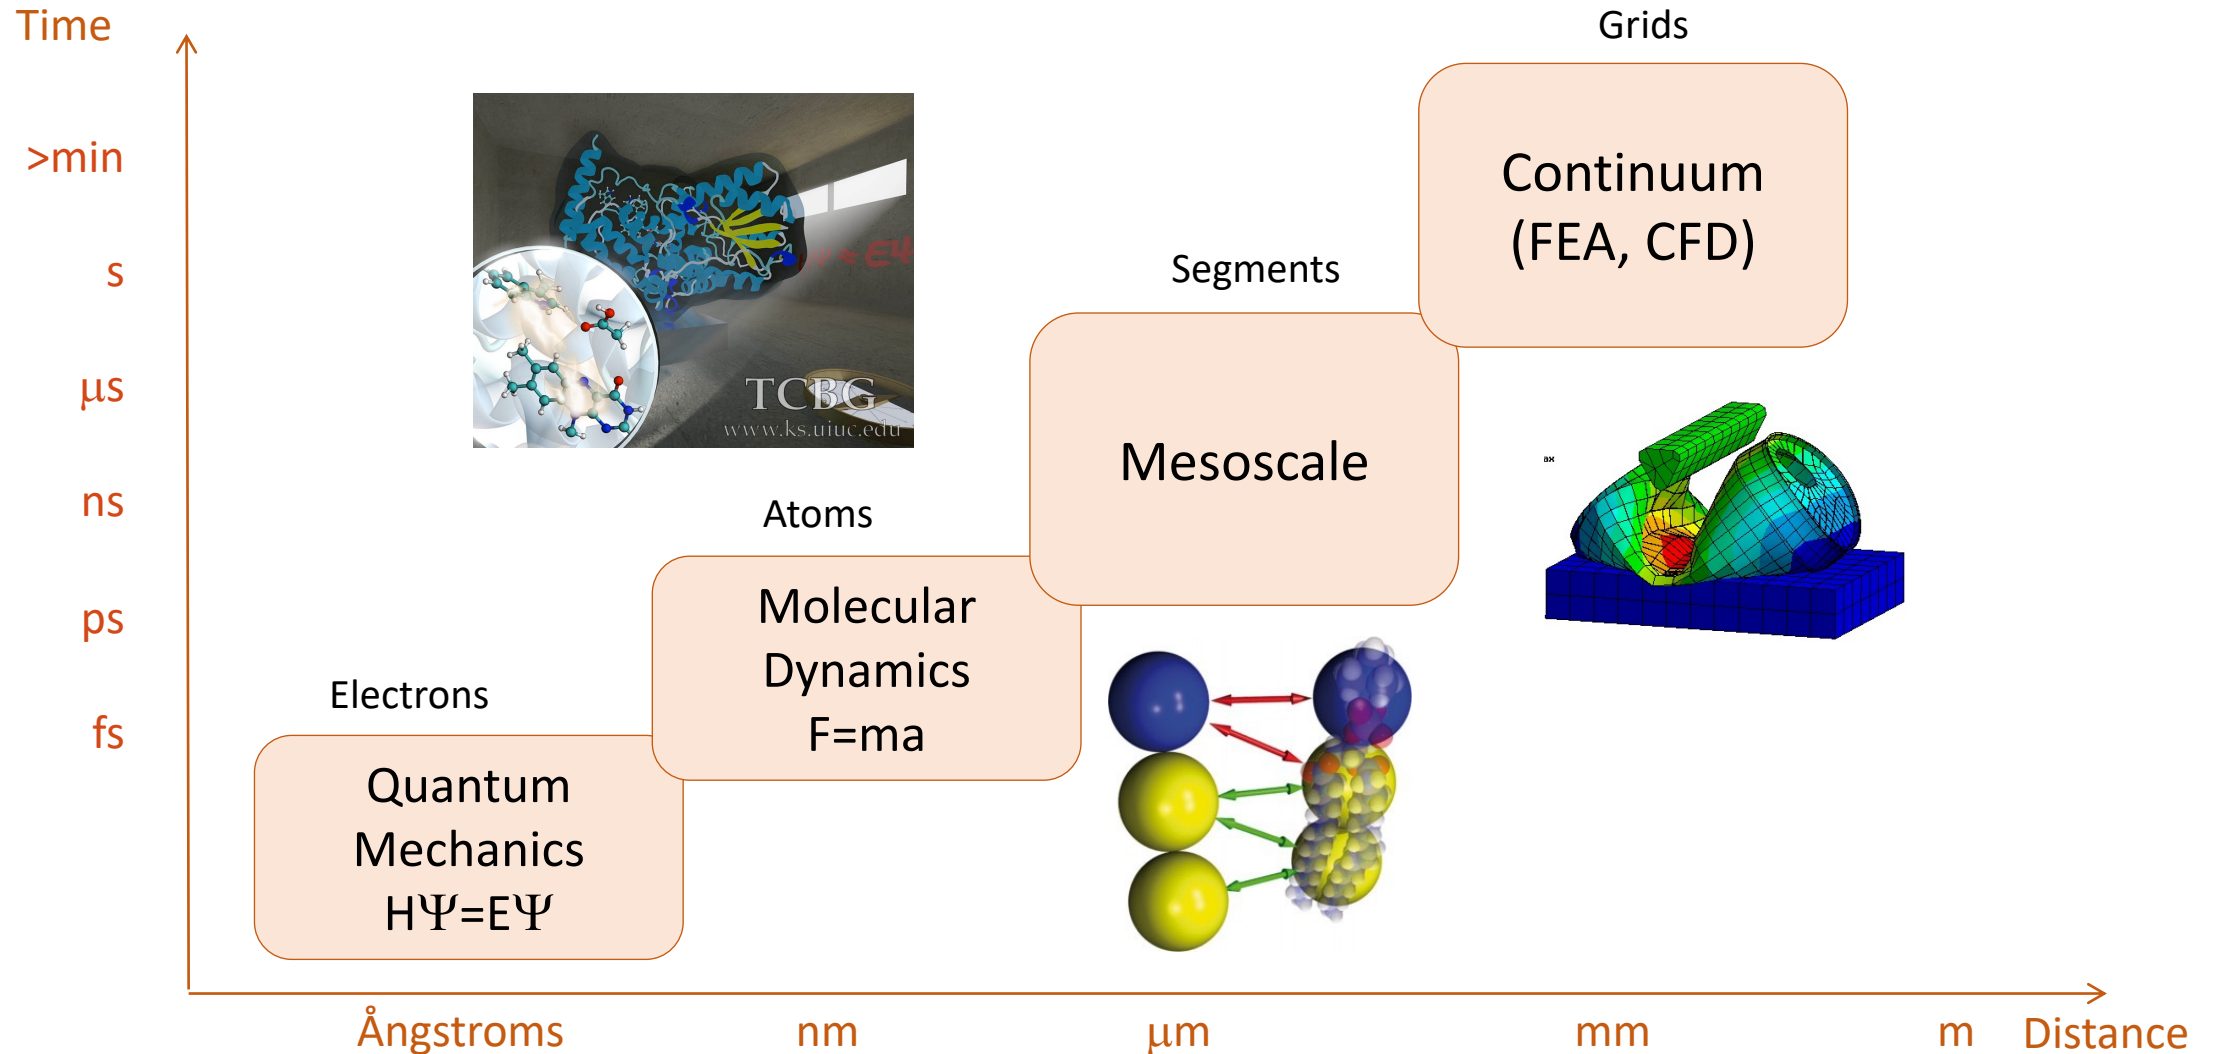 Time
Grids
>min
Continuum
(FEA, CFD)
s
Segments
μs
TCBG
www.ks.uiuc.edu
Mesoscale
ns
Atoms
ps
Molecular
Dynamics
F=ma
Electrons
fs
Quantum
Mechanics
HΨ=EΨ
Ångstroms
nm
μm
mm
m
Distance